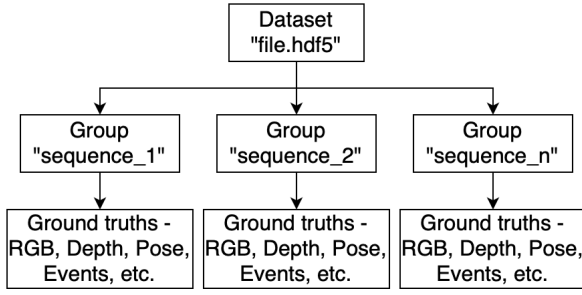 Dataset
"file.hdf5"
Group
"sequence_1"
Group
"sequence_2"
Group
"sequence_n"
Ground truths -
RGB, Depth, Pose,
Events, etc.
Ground truths -
RGB, Depth, Pose,
Events, etc.
Ground truths -
RGB, Depth, Pose,
Events, etc.